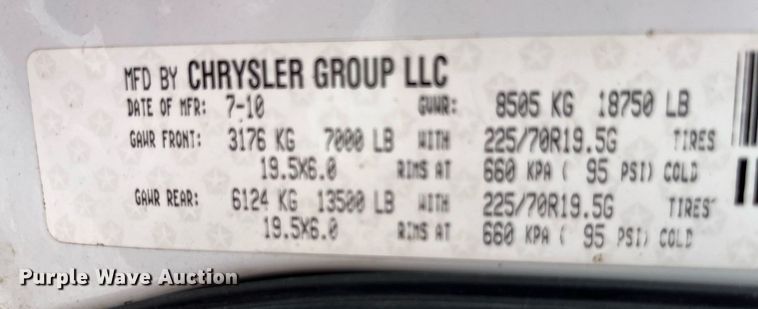 MFD BY CHRYSLER GROUP LLC
DATE OF MFR: 7-10 GVWR: 8505 KG 18750 LB
GAWR FRONT: 3176 KG 7000 LB WITH 225/70R19.5G TIRES
19.5X6.0 RIMS AT 660 KPA ( 95 PSI) COLD
GAWR REAR: 6124 KG 13500 LB WITH 225/70R19.5G TIRES
19.5X6.0 RIMS AT 660 KPA ( 95 PSI) COLD
Purple Wave Auction